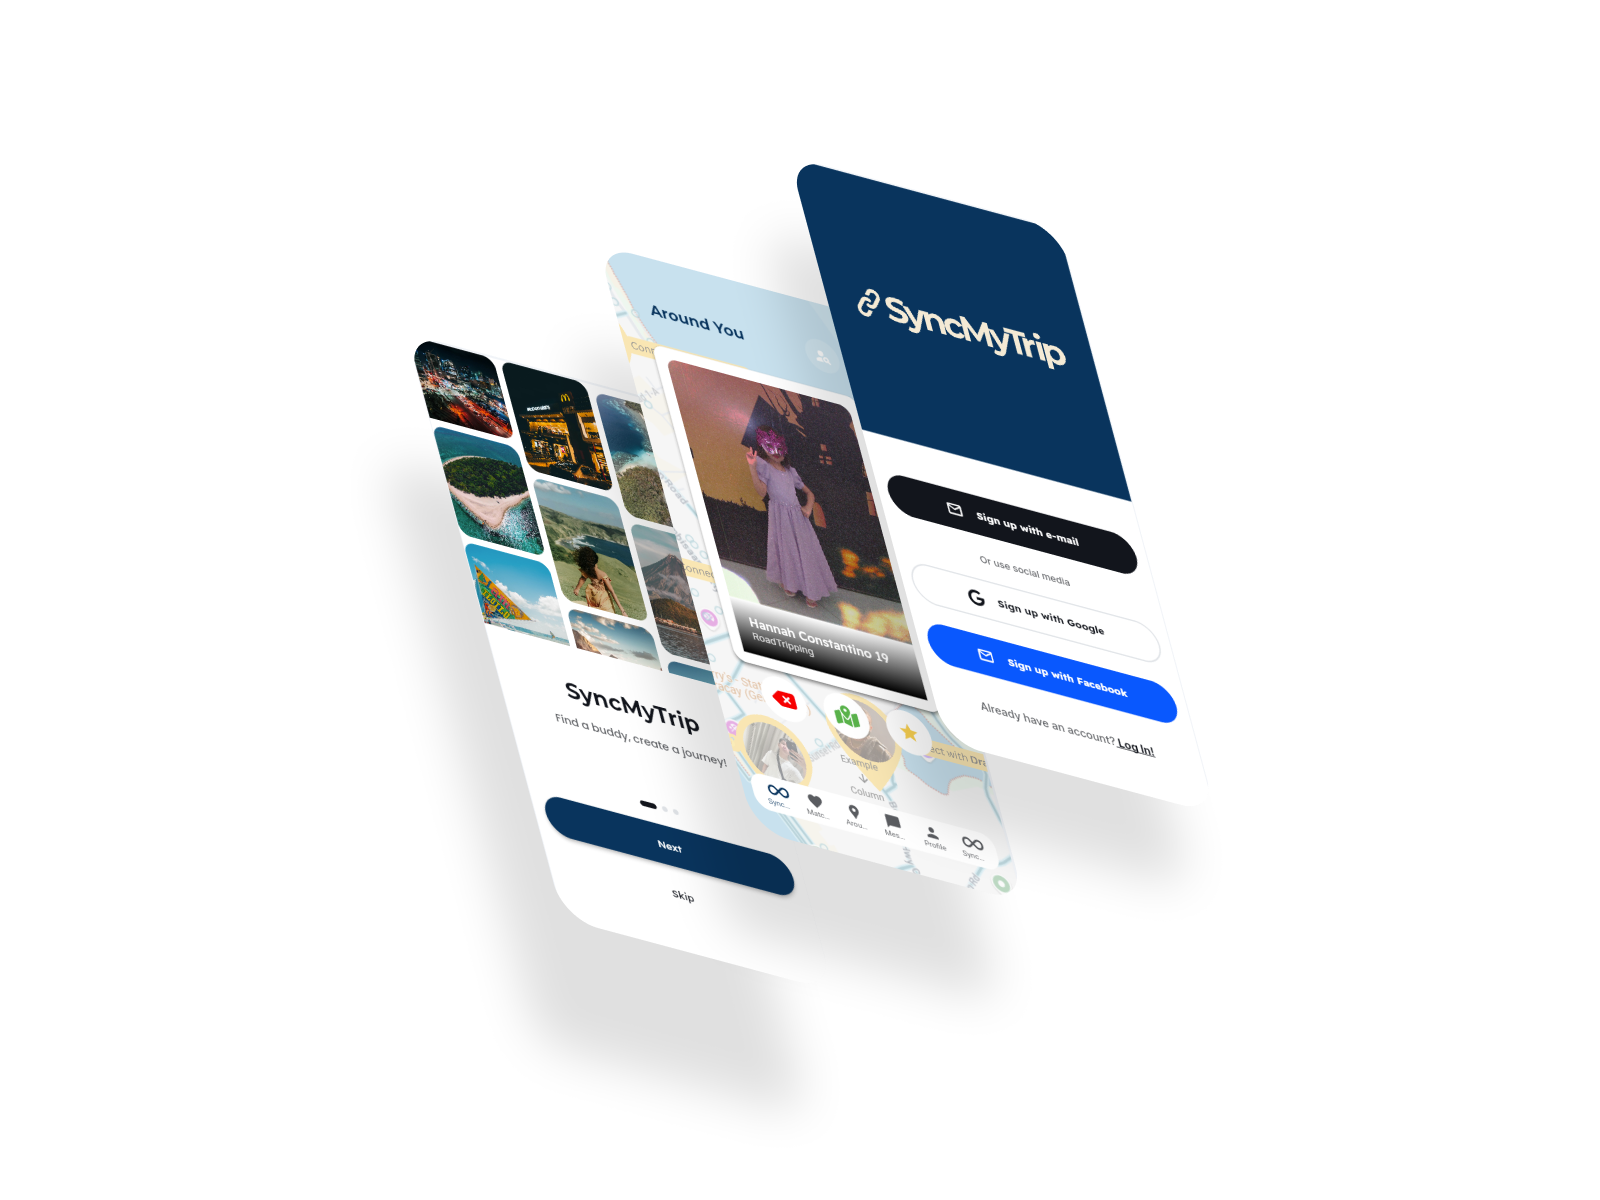 SyncMyTrip
Find a buddy, create a journey!
Next
Skip
Around You
Hannah Constantino 19
RoadTripping
Example
Column
ect with
Sync...
Matc...
Arou...
Mes...
Profile
Sync...
SyncMyTrip
Sign up with e-mail
Or use social media
Sign up with Google
Sign up with Facebook
Already have an account? Log In!